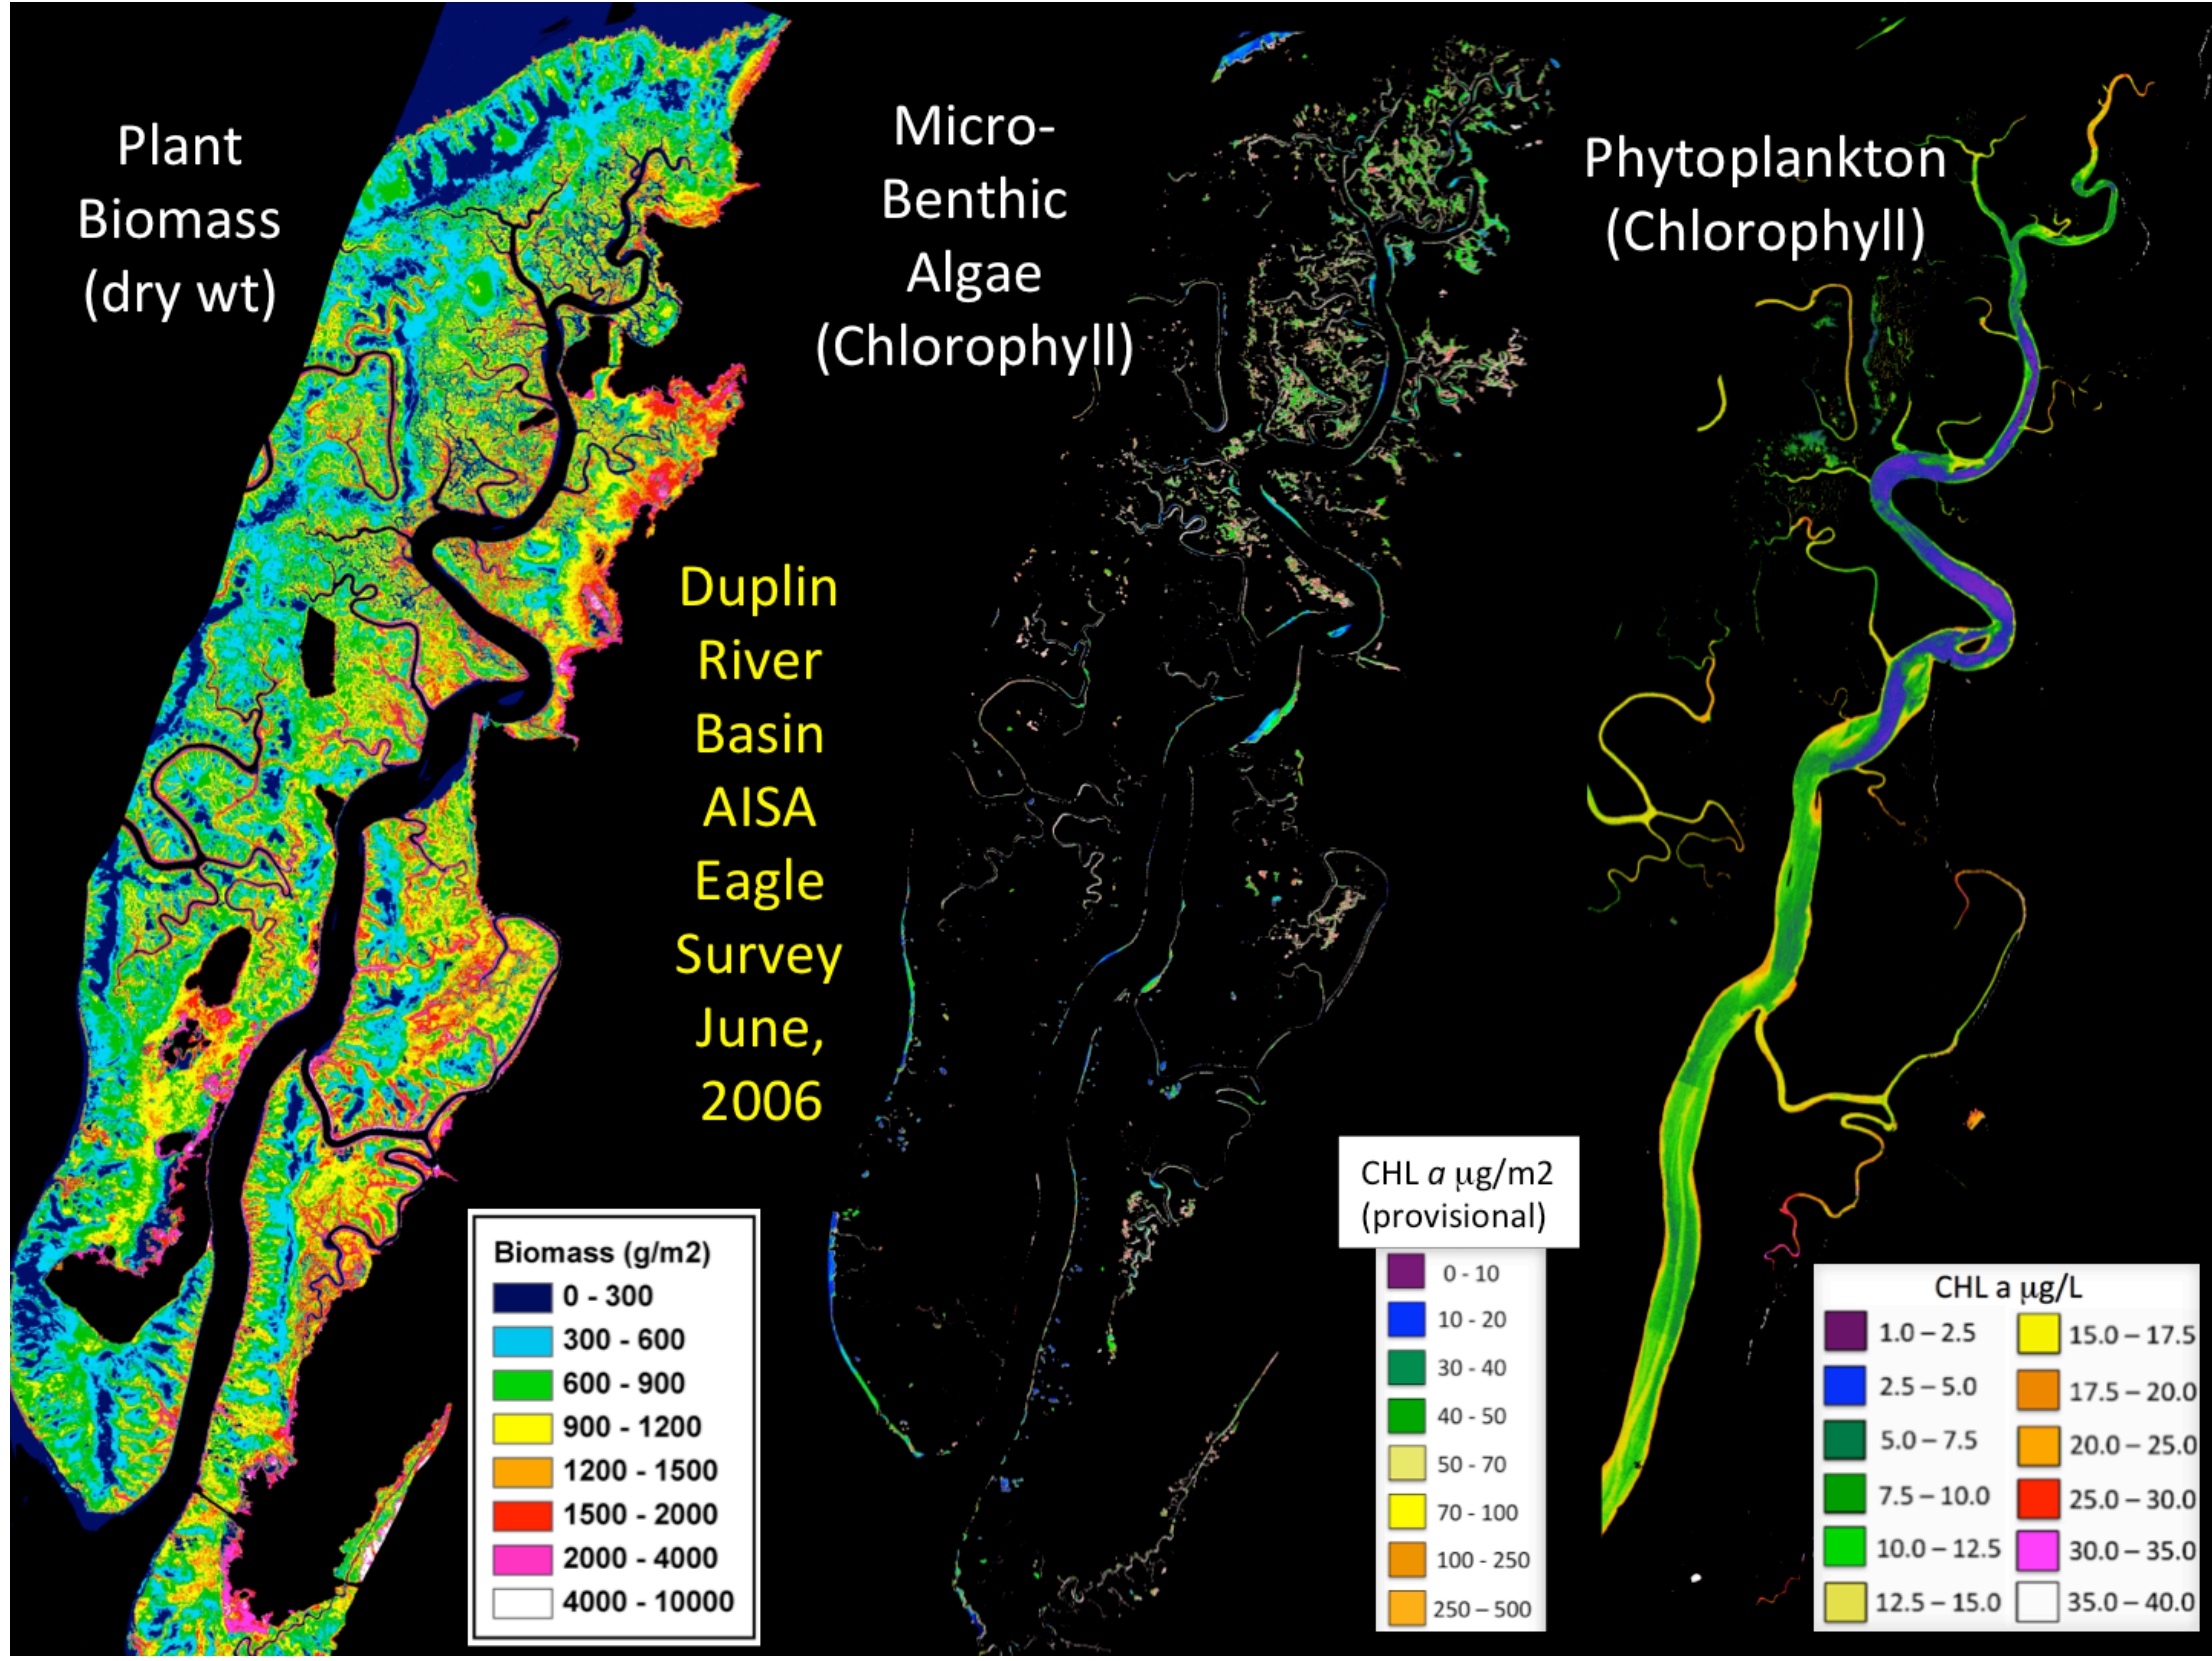 Plant
Biomass
(dry wt)
Micro-
Benthic
Algae
(Chlorophyll)
Phytoplankton
(Chlorophyll)
Duplin
River
Basin
AISA
Eagle
Survey
June,
2006
Biomass (g/m2)
0 - 300
300 - 600
600 - 900
900 - 1200
1200 - 1500
1500 - 2000
2000 - 4000
4000 - 10000
CHL a µg/m2
(provisional)
0 - 10
10 - 20
30 - 40
40 - 50
50 - 70
70 - 100
100 - 250
250 – 500
CHL a µg/L
1.0 – 2.5
2.5 – 5.0
5.0 – 7.5
7.5 – 10.0
10.0 – 12.5
12.5 – 15.0
15.0 – 17.5
17.5 – 20.0
20.0 – 25.0
25.0 – 30.0
30.0 – 35.0
35.0 – 40.0